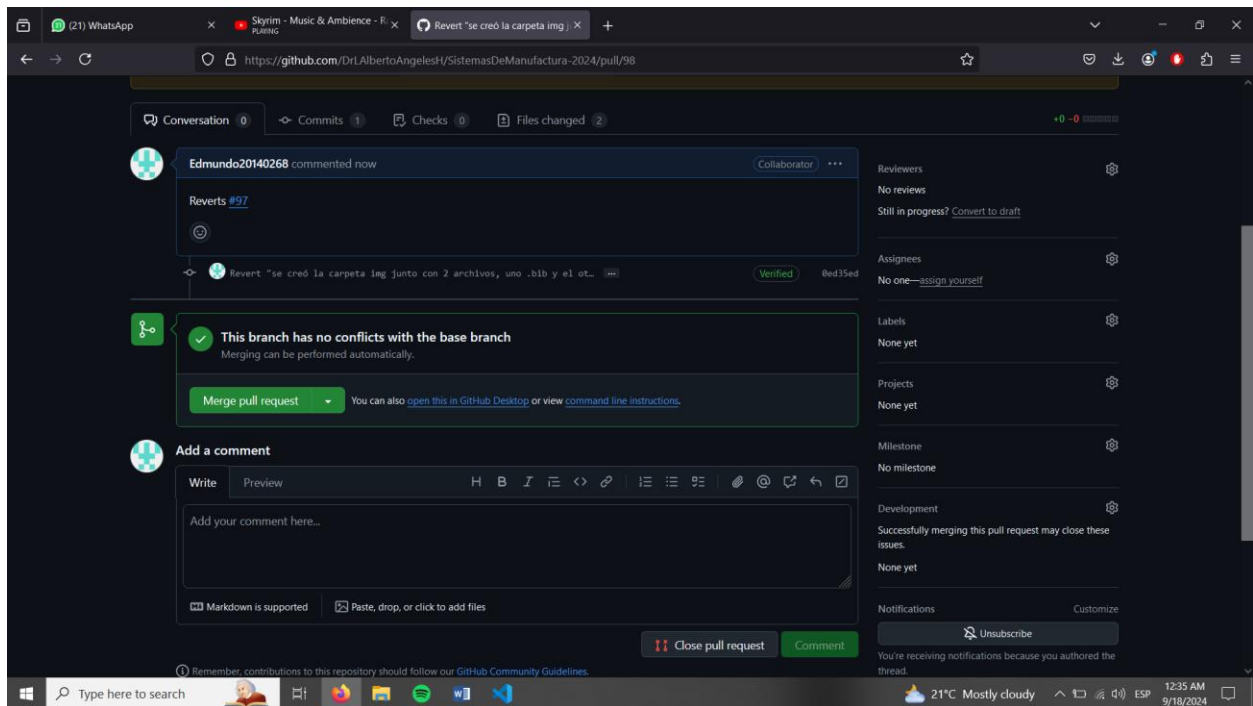 (21) WhatsApp
Skyrim - Music & Ambience - R
PLAYING
Revert "se creó la carpeta img j
https://github.com/DrLAlbertoAngelesH/SistemasDeManufactura-2024/pull/98
Conversation 0 Commits 1 Checks 0 Files changed 2 +0 −0
Edmundo20140268 commented now Collaborator
Reverts #97
Revert "se creó la carpeta img junto con 2 archivos, uno .bib y el ot… Verified 0ed35ed
This branch has no conflicts with the base branch
Merging can be performed automatically.
Merge pull request You can also open this in GitHub Desktop or view command line instructions.
Add a comment
Write Preview H B I
Add your comment here...
Markdown is supported Paste, drop, or click to add files
Close pull request Comment
Remember, contributions to this repository should follow our GitHub Community Guidelines.
Reviewers
No reviews
Still in progress? Convert to draft
Assignees
No one—assign yourself
Labels
None yet
Projects
None yet
Milestone
No milestone
Development
Successfully merging this pull request may close these
issues.
None yet
Notifications Customize
Unsubscribe
You're receiving notifications because you authored the
thread.
Type here to search
21°C Mostly cloudy ESP
12:35 AM
9/18/2024